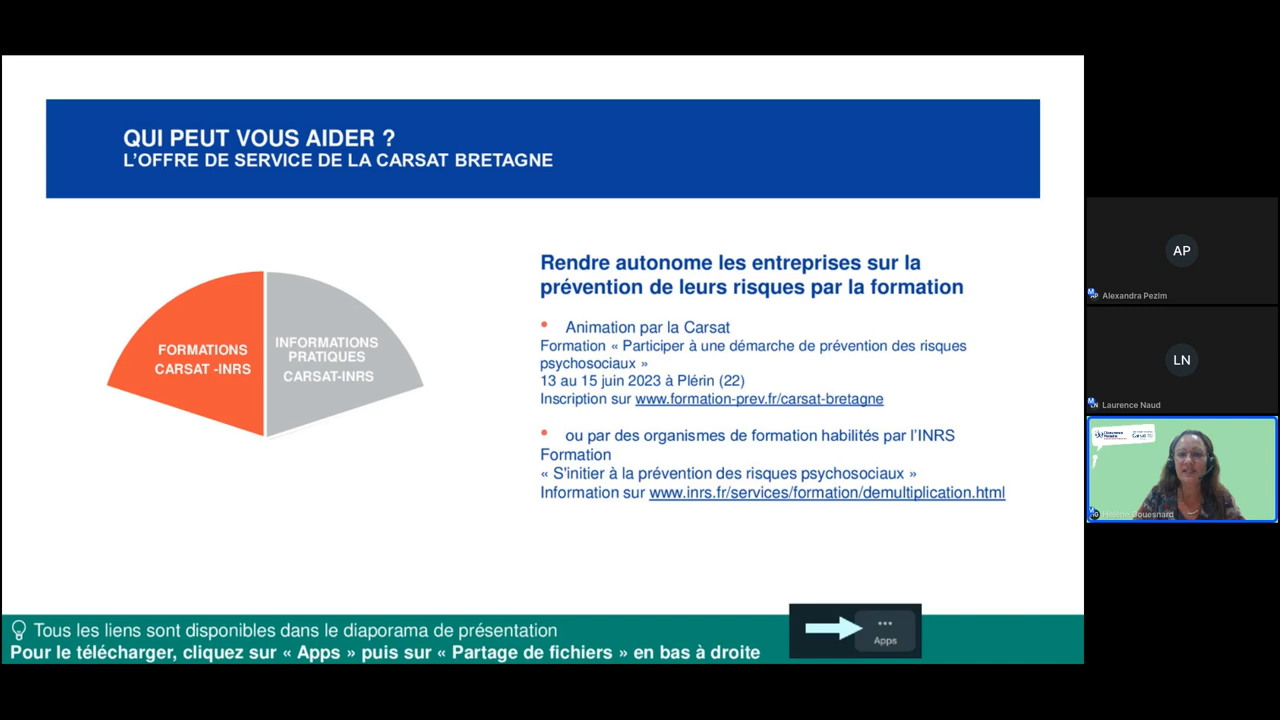 QUI PEUT VOUS AIDER ?
L'OFFRE DE SERVICE DE LA CARSAT BRETAGNE
FORMATIONS
CARSAT -INRS
INFORMATIONS
PRATIQUES
CARSAT-INRS
Rendre autonome les entreprises sur la
prévention de leurs risques par la formation
• Animation par la Carsat
Formation « Participer à une démarche de prévention des risques
psychosociaux »
13 au 15 juin 2023 à Plérin (22)
Inscription sur www.formation-prev.fr/carsat-bretagne
• ou par des organismes de formation habilités par l'INRS
Formation
« S'initier à la prévention des risques psychosociaux »
Information sur www.inrs.fr/services/formation/demultiplication.html
Tous les liens sont disponibles dans le diaporama de présentation
Pour le télécharger, cliquez sur « Apps » puis sur « Partage de fichiers » en bas à droite
Apps
AP
Alexandra Pezim
LN
Laurence Naud